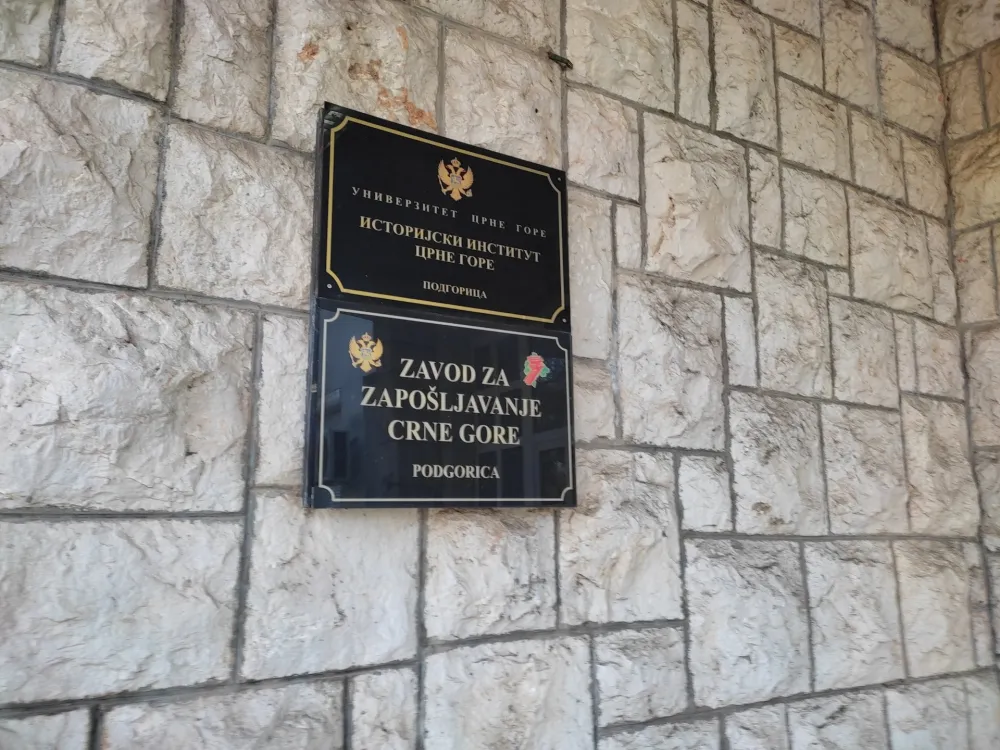 УНИВЕРЗИТЕТ ЦРНЕ ГОРЕ
ИСТОРИЈСКИ ИНСТИТУТ
ЦРНЕ ГОРЕ
ПОДГОРИЦА
ZAVOD ZA
ZAPOŠLJAVANJE
CRNE GORE
PODGORICA